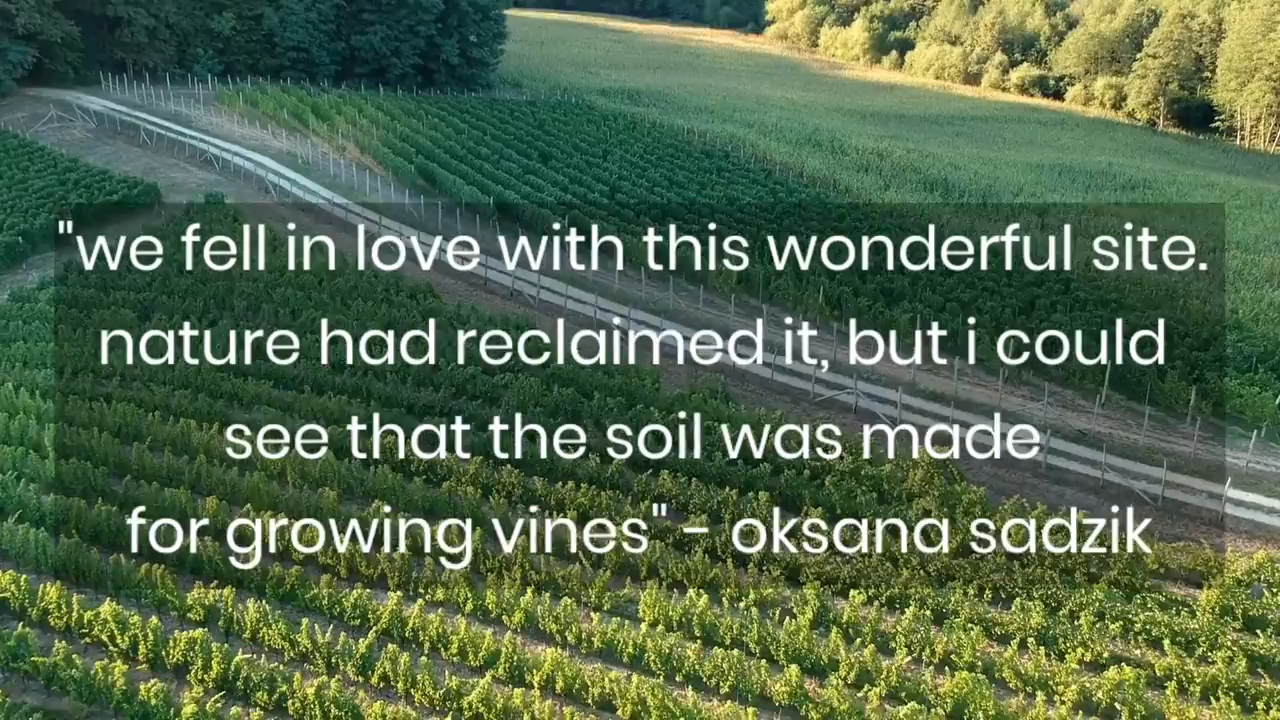 "we fell in love with this wonderful site.
nature had reclaimed it, but i could
see that the soil was made
for growing vines" - oksana sadzik